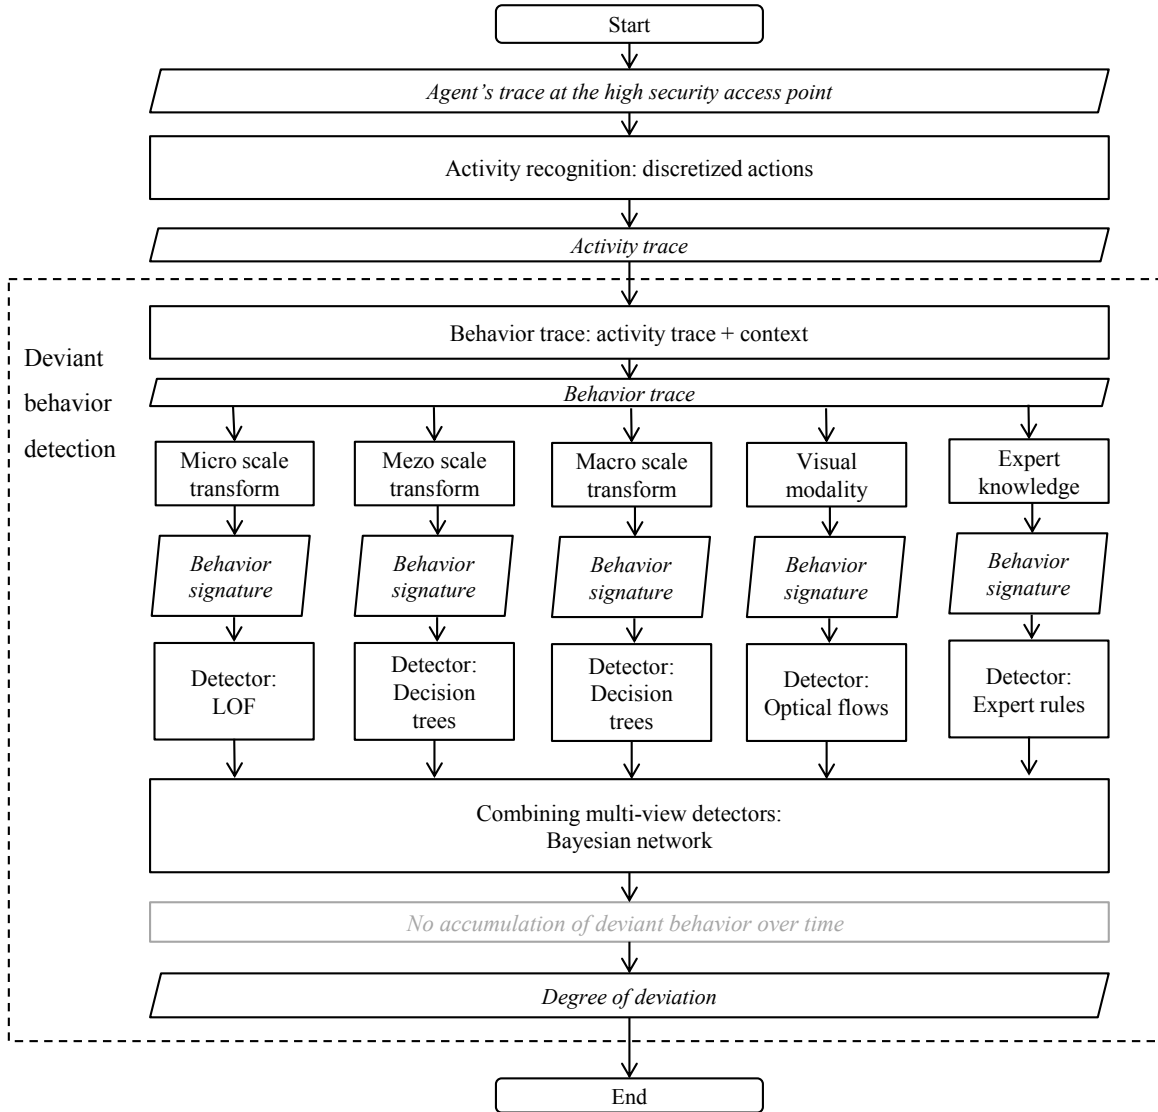 Start
Agent's trace at the high security access point
Activity recognition: discretized actions
Activity trace
Deviant
behavior
detection
Behavior trace: activity trace + context
Behavior trace
Micro scale
transform
Mezo scale
transform
Macro scale
transform
Visual
modality
Expert
knowledge
Behavior
signature
Behavior
signature
Behavior
signature
Behavior
signature
Behavior
signature
Detector:
LOF
Detector:
Decision
trees
Detector:
Decision
trees
Detector:
Optical flows
Detector:
Expert rules
Combining multi-view detectors:
Bayesian network
No accumulation of deviant behavior over time
Degree of deviation
End